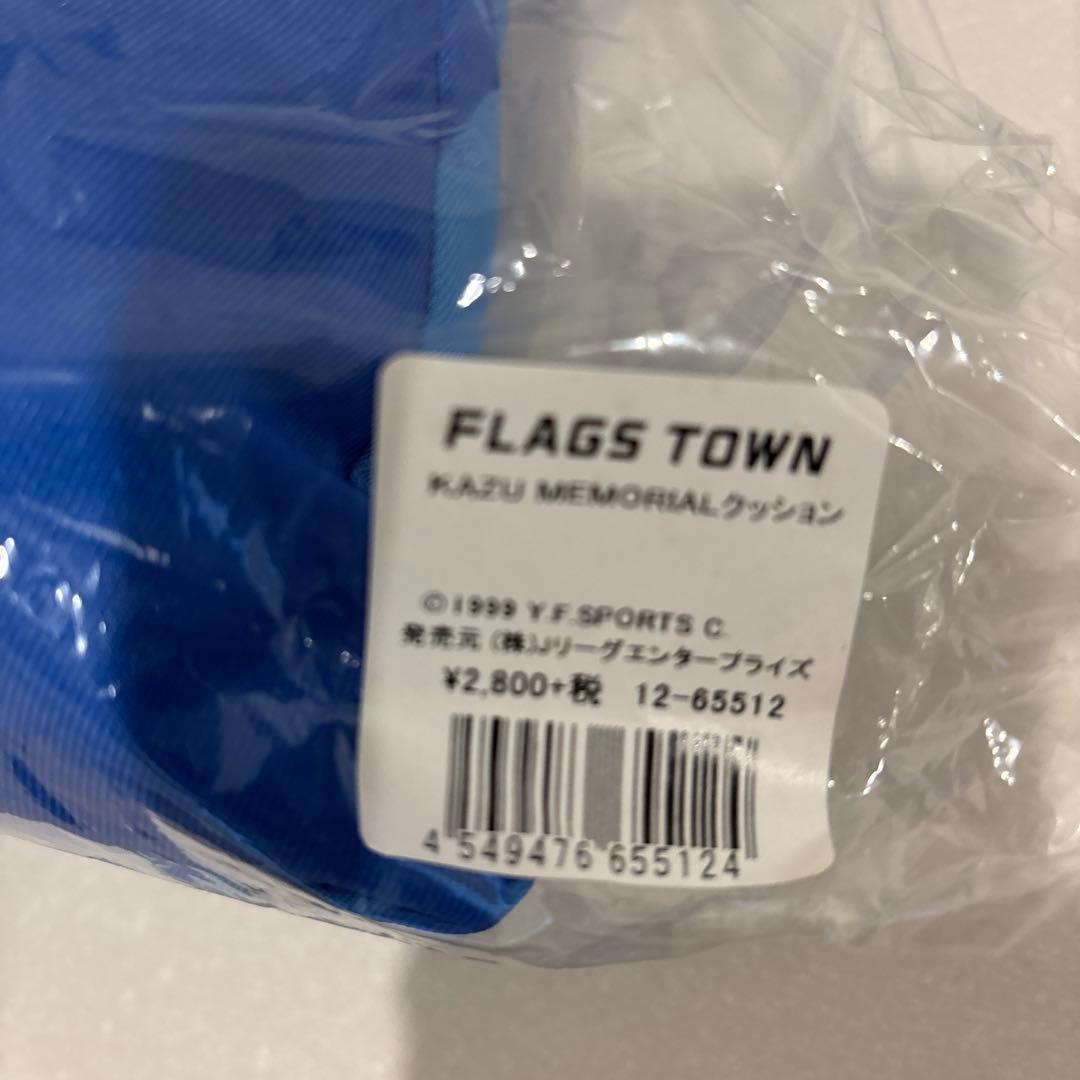 FLAGS TOWN
KAZU MEMORIALクッション
©1999 Y.F.SPORTS C.
発売元 (株)Jリーグエンタープライズ
¥2,800+税 12-65512
4 549476 655124